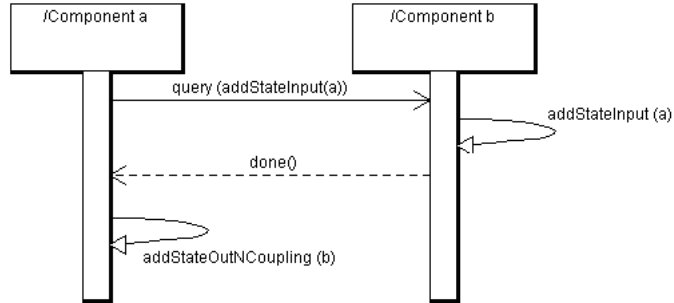 /Component a
/Component b
query (addStateInput(a))
addStateInput (a)
done()
addStateOutNCoupling (b)